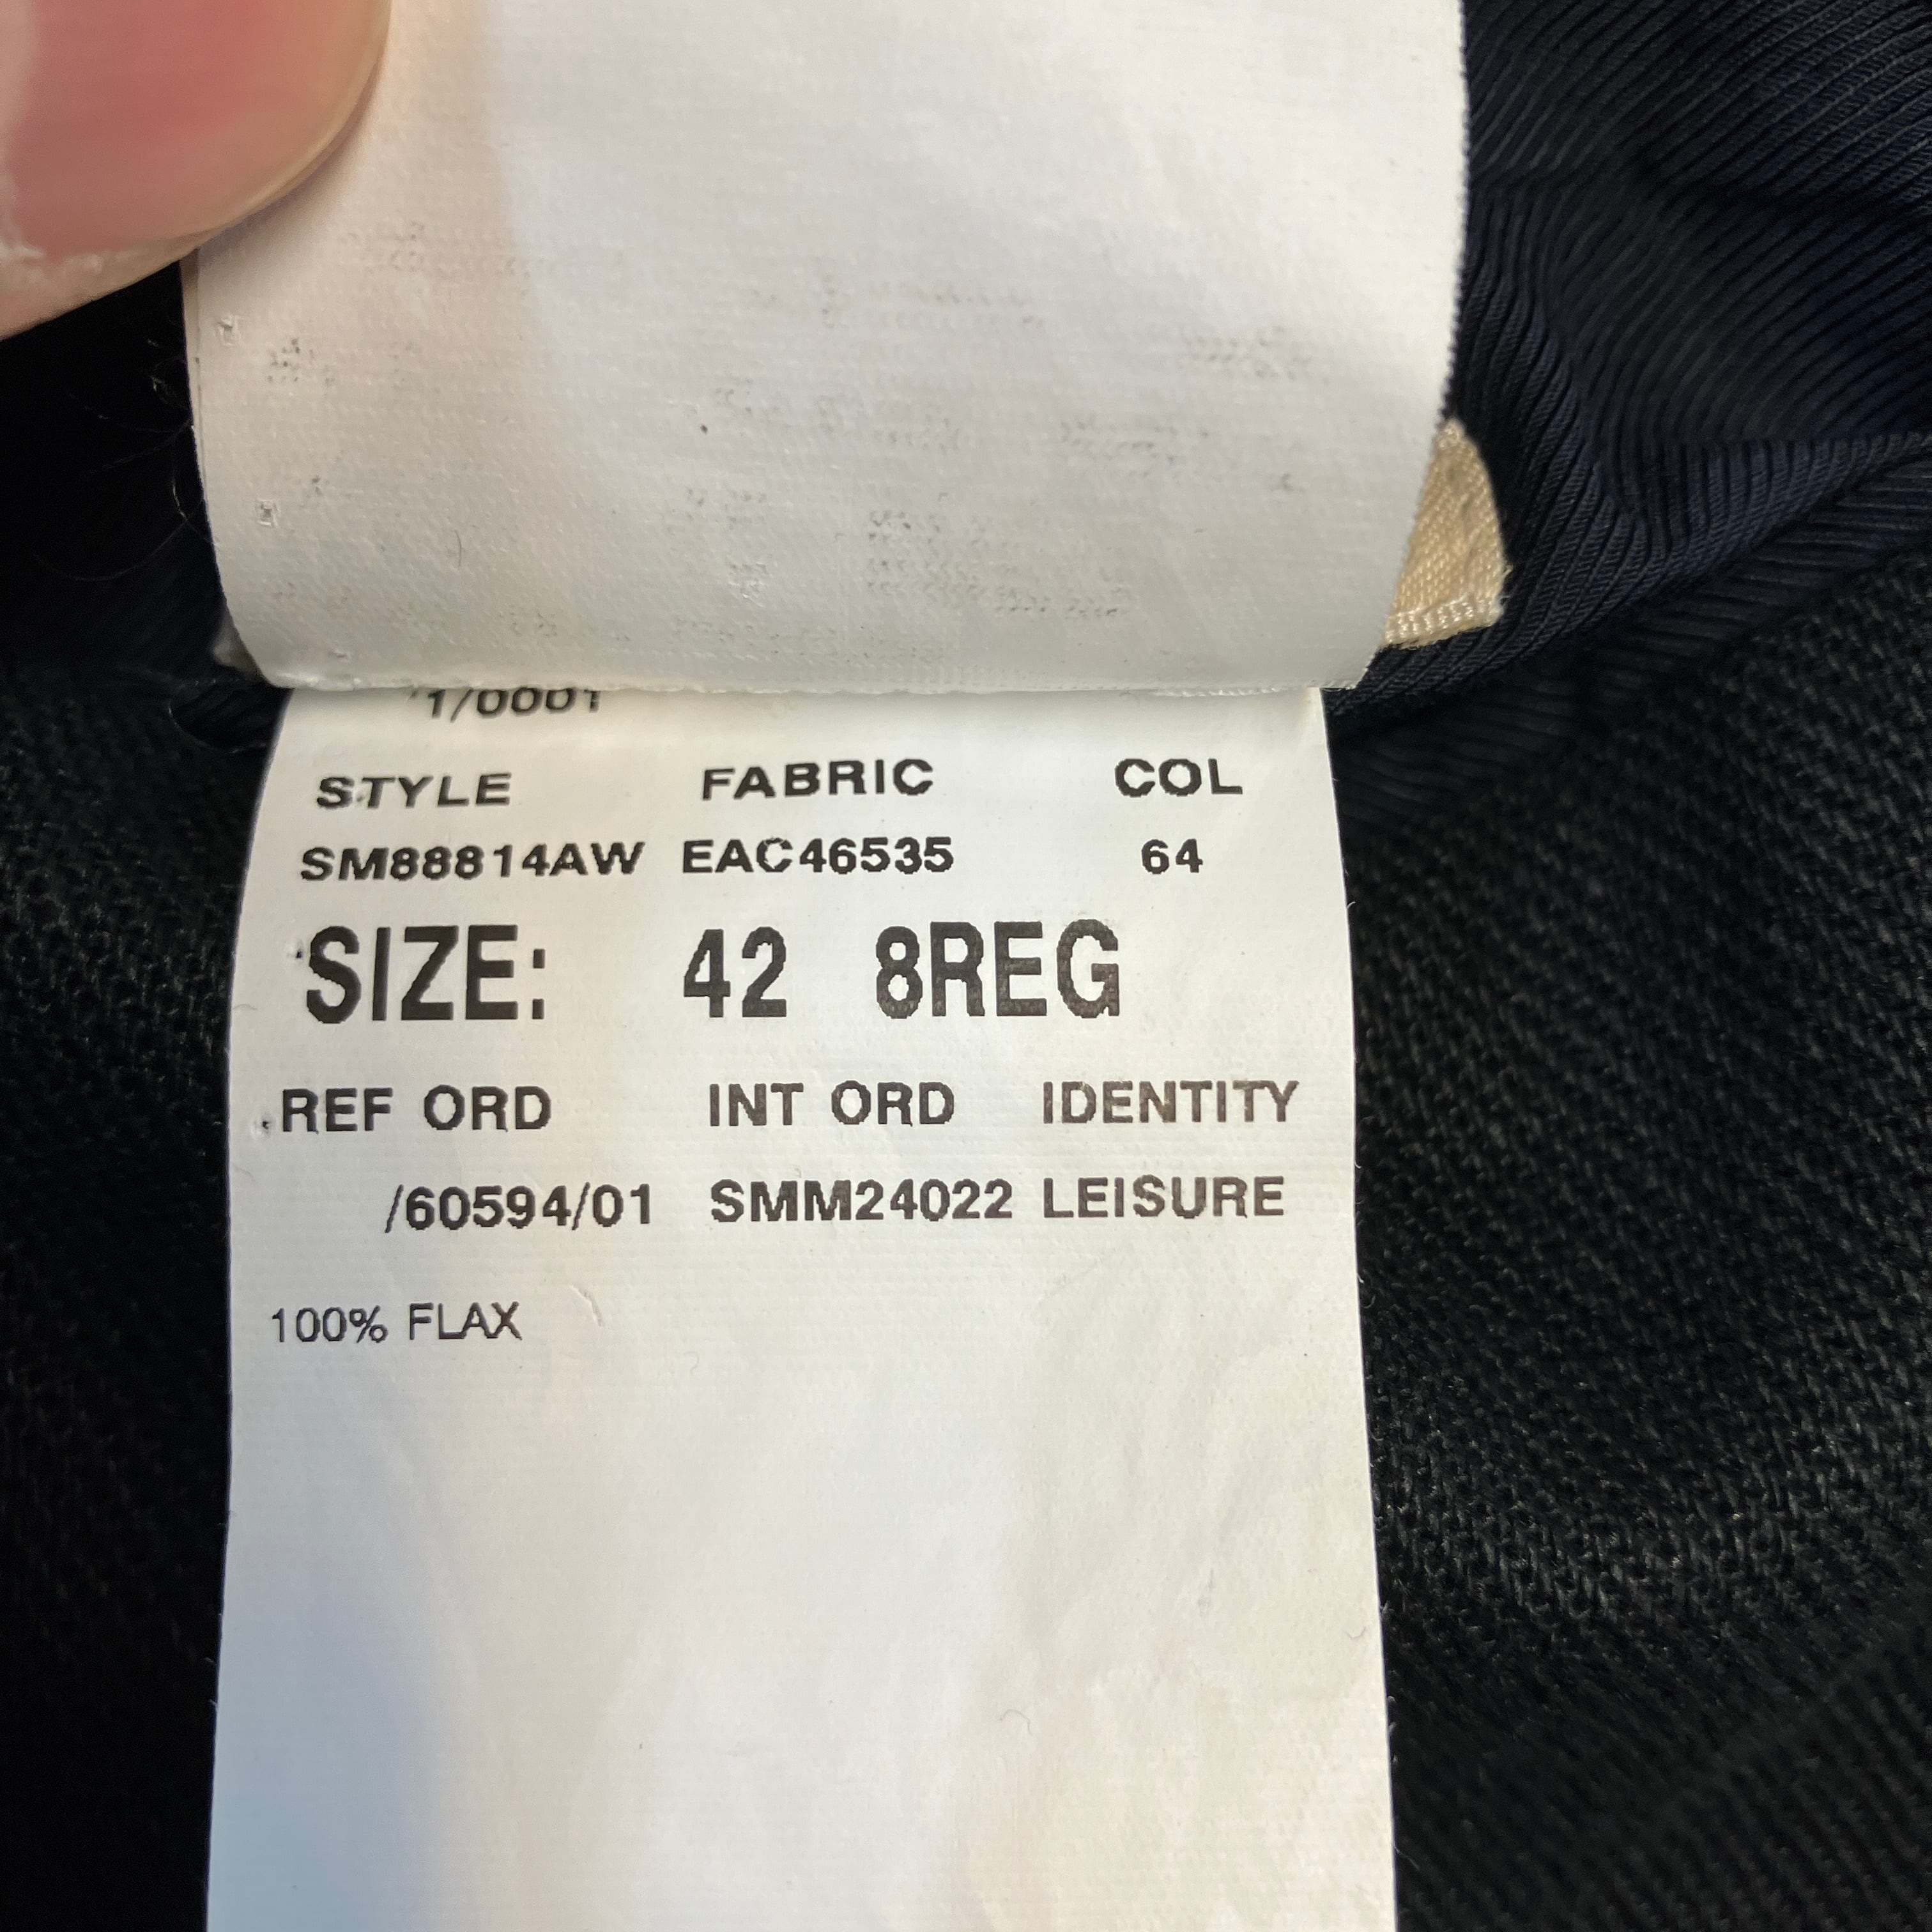 1/0001
STYLE FABRIC COL
SM88814AW EAC46535 64
SIZE: 42 8REG
REF ORD INT ORD IDENTITY
/60594/01 SMM24022 LEISURE
100% FLAX